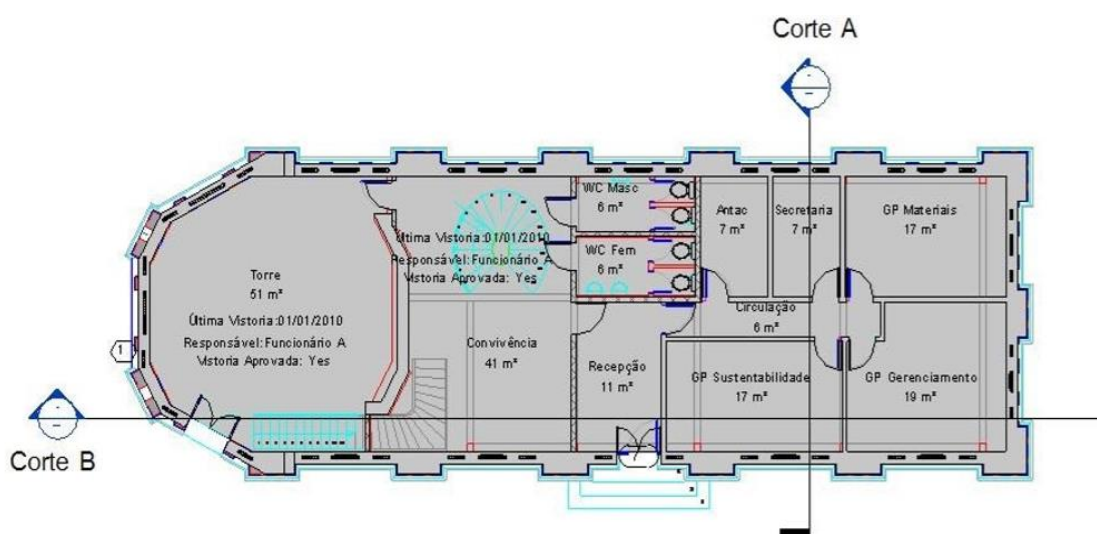 Corte A
WC Masc
6 m²
Antac
7 m²
Secretaria
7 m²
GP Materiais
17 m²
Última Vistoria:01/01/2010
Responsável:Funcionário A
Vistoria Aprovada: Yes
WC Fem
6 m²
Torre
51 m²
Última Vistoria:01/01/2010
Responsável:Funcionário A
Vistoria Aprovada: Yes
Convivência
41 m²
Circulação
6 m²
Recepção
11 m²
GP Sustentabilidade
17 m²
GP Gerenciamento
19 m²
1
Corte B